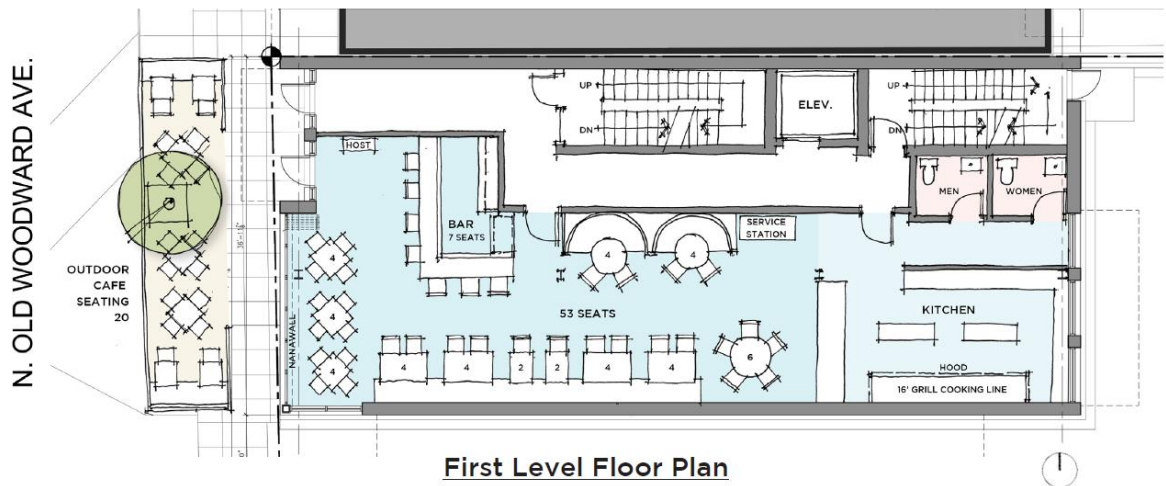 N. OLD WOODWARD AVE.
OUTDOOR
CAFE
SEATING
20
HOST
BAR
7 SEATS
UP
DN
ELEV.
UP
DN
MEN
WOMEN
SERVICE
STATION
4
4
4
4
4
NANAWALL
53 SEATS
4
4
2
2
4
4
6
KITCHEN
HOOD
16' GRILL COOKING LINE
First Level Floor Plan